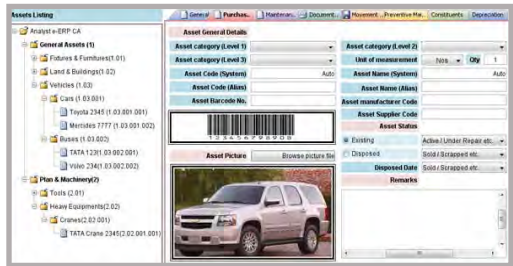 Assets Listing
General
Purchas..
Maintenan..
Document..
Movement..
Preventive Mai..
Constituents
Depreciation
Analyst e-ERP CA
General Assets (1)
Fixtures & Furnitures(1.01)
Land & Buildings(1.02)
Vehicles (1.03)
Cars (1.03.001)
Toyota 2345 (1.03.001.001)
Mercides 7777 (1.03.001.002)
Buses (1.03.002)
TATA 123(1.03.002.001)
Volvo 234(1.03.002.001)
Plan & Machinery(2)
Tools (2.01)
Heavy Equipments(2.02)
Cranes(2.02.001)
TATA Crane 2345(2.02.001.001)
Asset General Details
Asset category (Level 1)
Asset category (Level 2)
Asset category (Level 3)
Unit of measurement
Nos
Qty
1
Asset Code (System)
Auto
Asset Name (System)
Auto
Asset Code (Alias)
Asset Name (Alias)
Asset Barcode No.
Asset manufacturer Code
Asset Supplier Code
Asset Status
Existing
Active / Under Repair etc.
Asset Picture
Browse picture file
Disposed
Sold / Scrapped etc.
Disposed Date
Sold / Scrapped etc.
Remarks